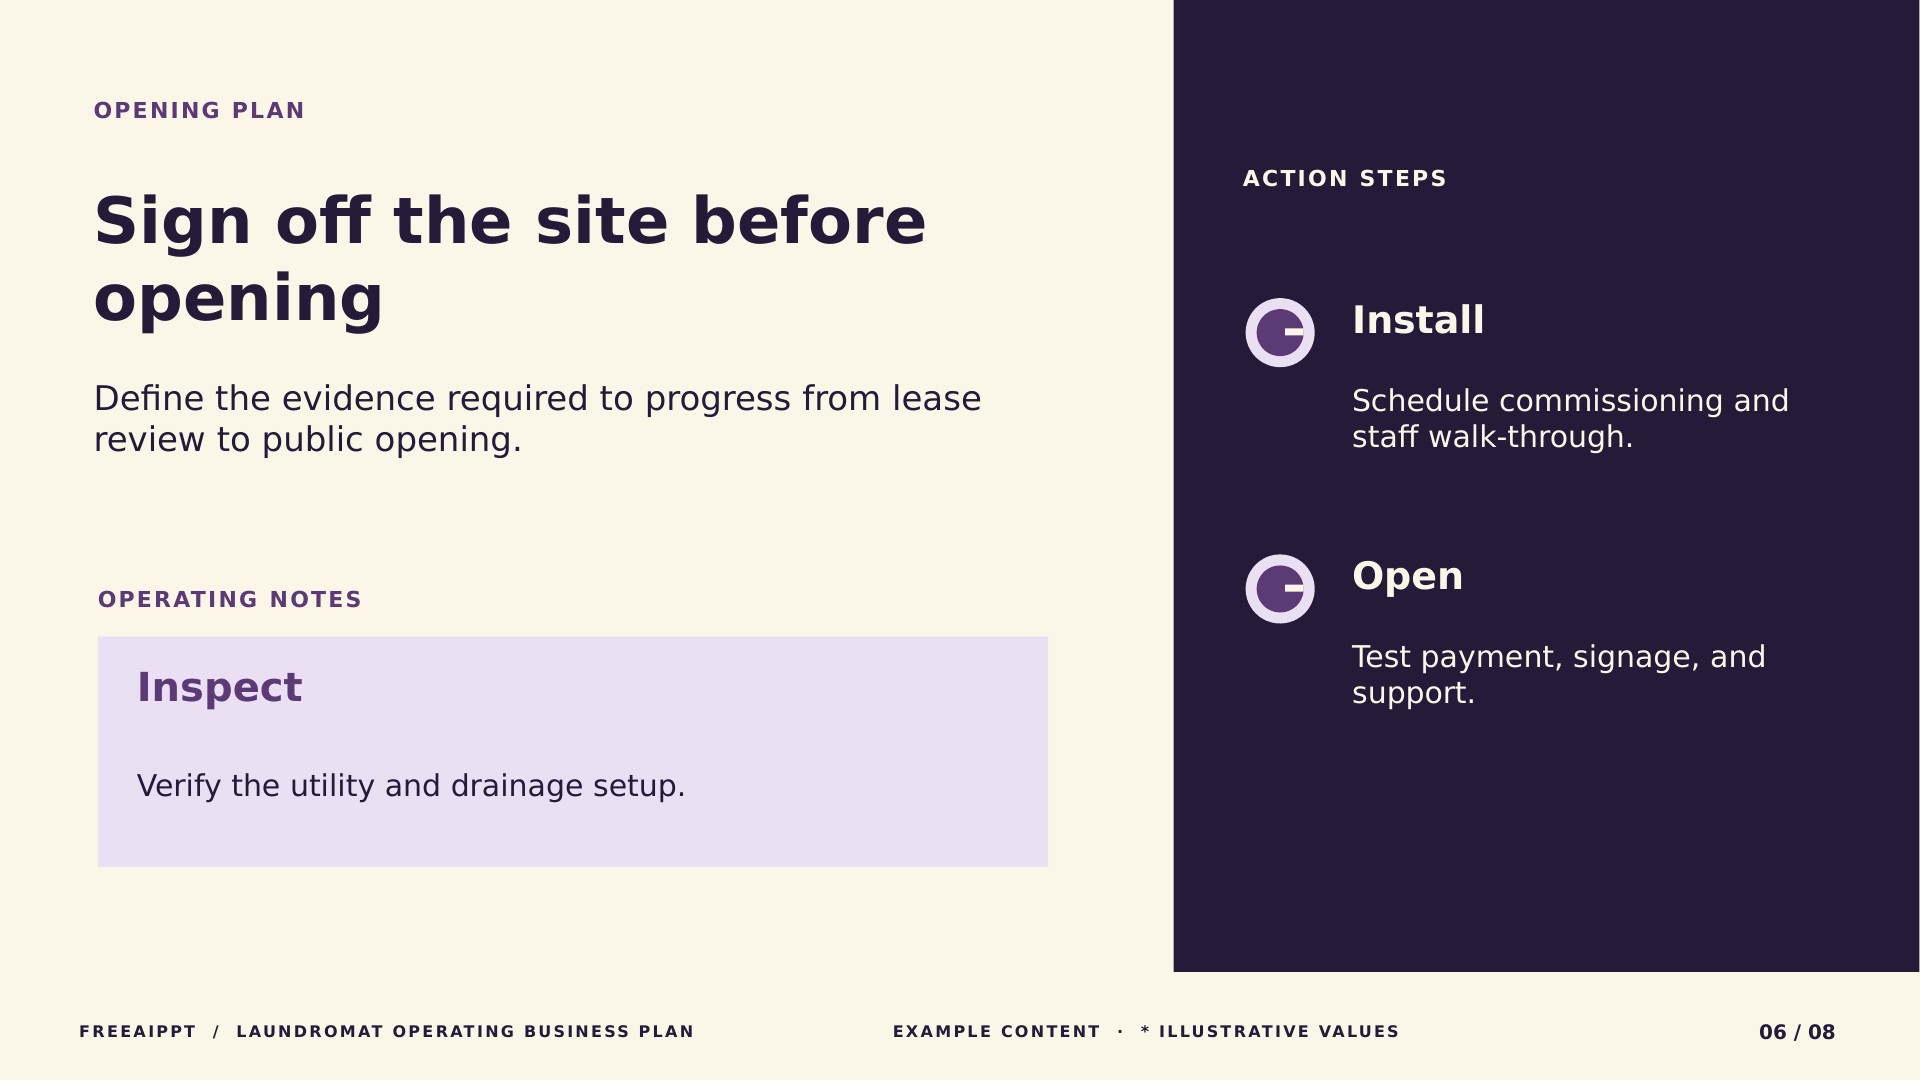 OPENING PLAN
Sign off the site before
opening
Define the evidence required to progress from lease
review to public opening.
OPERATING NOTES
Inspect
Verify the utility and drainage setup.
ACTION STEPS
Install
Schedule commissioning and
staff walk-through.
Open
Test payment, signage, and
support.
FREEAIPPT / LAUNDROMAT OPERATING BUSINESS PLAN
EXAMPLE CONTENT · * ILLUSTRATIVE VALUES
06 / 08